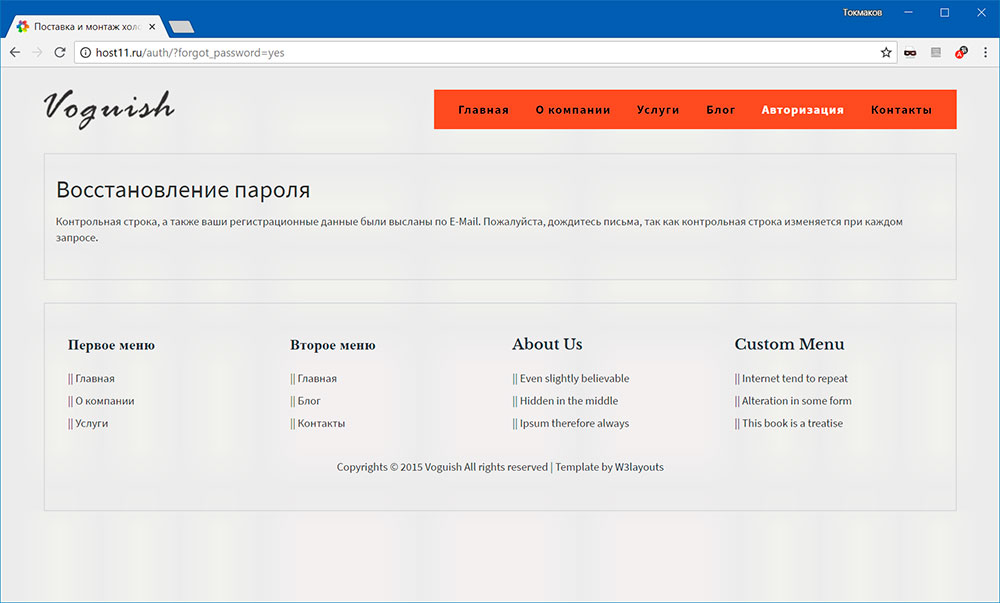 Токмаков
Поставка и монтаж холо
host11.ru/auth/?forgot_password=yes
Voguish
Главная О компании Услуги Блог Авторизация Контакты
Восстановление пароля
Контрольная строка, а также ваши регистрационные данные были высланы по E-Mail. Пожалуйста, дождитесь письма, так как контрольная строка изменяется при каждом
запросе.
Первое меню
|| Главная
|| О компании
|| Услуги
Второе меню
|| Главная
|| Блог
|| Контакты
About Us
|| Even slightly believable
|| Hidden in the middle
|| Ipsum therefore always
Custom Menu
|| Internet tend to repeat
|| Alteration in some form
|| This book is a treatise
Copyrights © 2015 Voguish All rights reserved | Template by W3layouts